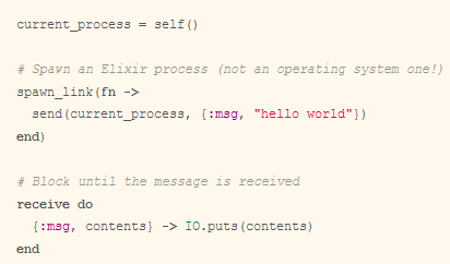 current_process = self()

# Spawn an Elixir process (not an operating system one!)
spawn_link(fn ->
  send(current_process, {:msg, "hello world"})
end)

# Block until the message is received
receive do
  {:msg, contents} -> IO.puts(contents)
end